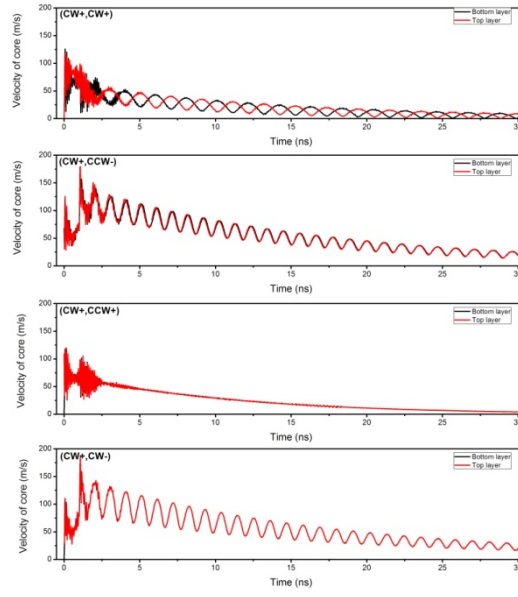 (CW+,CW+)
Bottom layer
Top layer
Velocity of core (m/s)
200
150
100
50
0
0 5 10 15 20 25 30
Time (ns)
(CW+,CCW-)
Bottom layer
Top layer
Velocity of core (m/s)
200
150
100
50
0
0 5 10 15 20 25 30
Time (ns)
(CW+,CCW+)
Bottom layer
Top layer
Velocity of core (m/s)
200
150
100
50
0
0 5 10 15 20 25 30
Time (ns)
(CW+,CW-)
Bottom layer
Top layer
Velocity of core (m/s)
200
150
100
50
0
0 5 10 15 20 25 30
Time (ns)